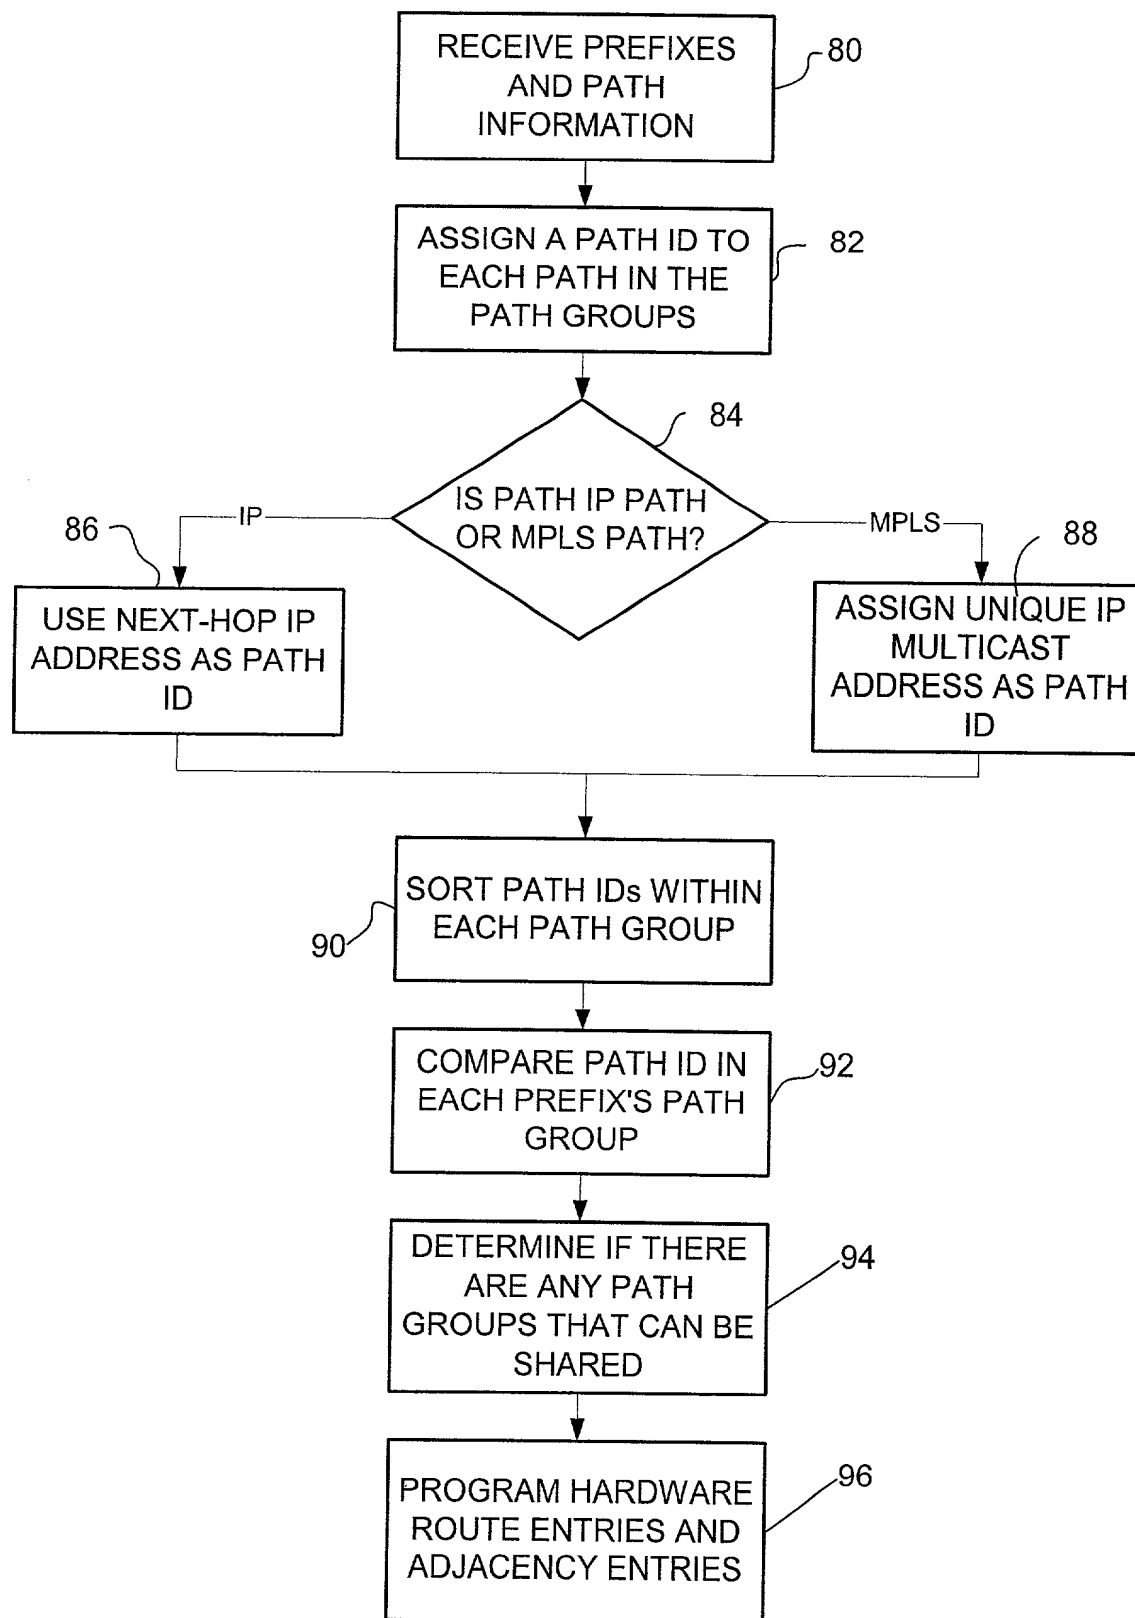 RECEIVE PREFIXES
AND PATH
INFORMATION
80
ASSIGN A PATH ID TO
EACH PATH IN THE
PATH GROUPS
82
84
IS PATH IP PATH
OR MPLS PATH?
IP
MPLS
86
88
USE NEXT-HOP IP
ADDRESS AS PATH
ID
ASSIGN UNIQUE IP
MULTICAST
ADDRESS AS PATH
ID
SORT PATH IDs WITHIN
EACH PATH GROUP
90
COMPARE PATH ID IN
EACH PREFIX'S PATH
GROUP
92
DETERMINE IF THERE
ARE ANY PATH
GROUPS THAT CAN BE
SHARED
94
PROGRAM HARDWARE
ROUTE ENTRIES AND
ADJACENCY ENTRIES
96